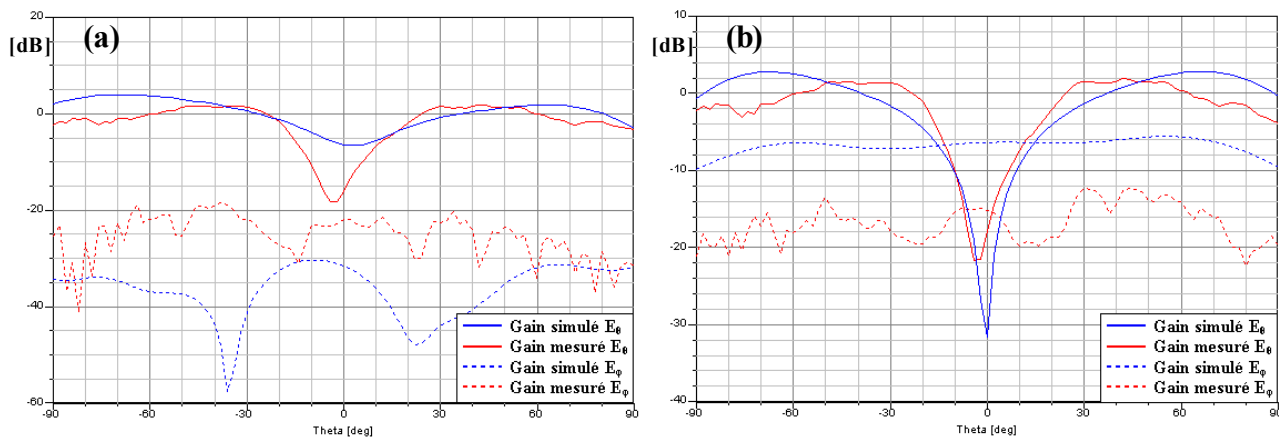 (a)
[dB]
20
0
-20
-40
-60
Gain simulé Eθ
Gain mesuré Eθ
Gain simulé Eφ
Gain mesuré Eφ
-90
-60
-30
0
30
60
90
Theta [deg]
(b)
[dB]
10
0
-10
-20
-30
-40
Gain simulé Eθ
Gain mesuré Eθ
Gain simulé Eφ
Gain mesuré Eφ
-90
-60
-30
0
30
60
90
Theta [deg]